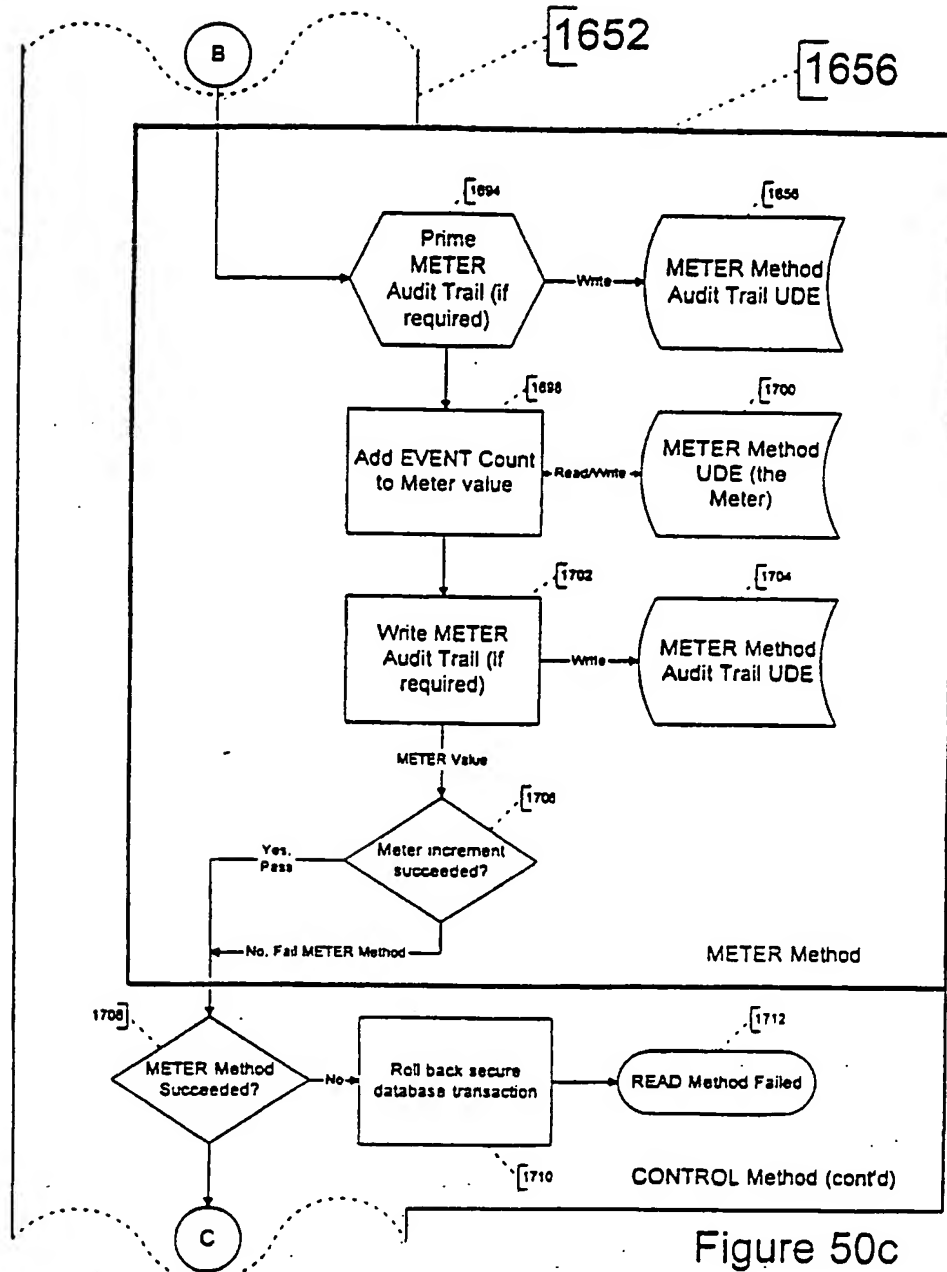 B
1652
1656
1694
Prime
METER
Audit Trail (if
required)
Write
1656
METER Method
Audit Trail UDE
1698
Add EVENT Count
to Meter value
Read/Write
1700
METER Method
UDE (the
Meter)
1702
Write METER
Audit Trail (if
required)
Write
1704
METER Method
Audit Trail UDE
METER Value
1706
Meter increment
succeeded?
Yes,
Pass
No, Fail METER Method
METER Method
1708
METER Method
Succeeded?
No
Roll back secure
database transaction
1710
1712
READ Method Failed
CONTROL Method (cont'd)
C
Figure 50c